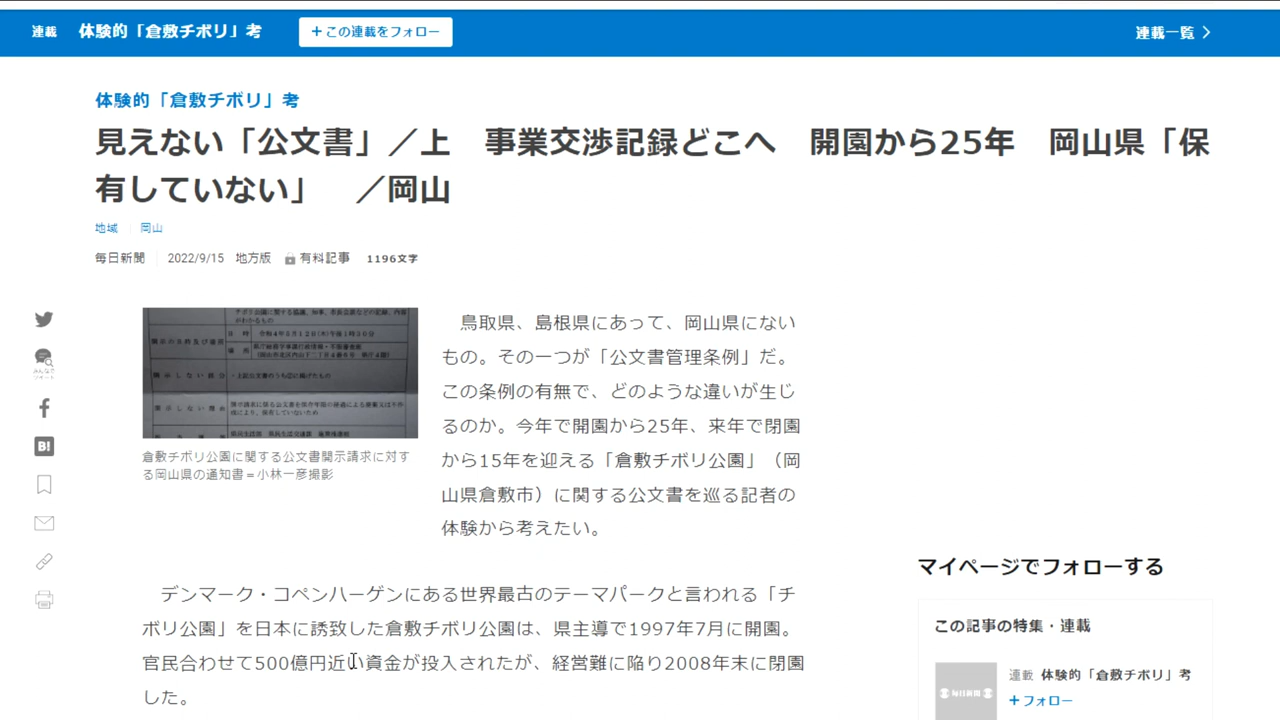 連載 体験的「倉敷チボリ」考 +この連載をフォロー 連載一覧
体験的「倉敷チボリ」考
見えない「公文書」／上　事業交渉記録どこへ　開園から25年　岡山県「保
有していない」　／岡山
地域 岡山
毎日新聞 2022/9/15 地方版 有料記事 1196文字
倉敷チボリ公園に関する公文書開示請求に対す
る岡山県の通知書＝小林一彦撮影
鳥取県、島根県にあって、岡山県にない
もの。その一つが「公文書管理条例」だ。
この条例の有無で、どのような違いが生じ
るのか。今年で開園から25年、来年で閉園
から15年を迎える「倉敷チボリ公園」（岡
山県倉敷市）に関する公文書を巡る記者の
体験から考えたい。
デンマーク・コペンハーゲンにある世界最古のテーマパークと言われる「チ
ボリ公園」を日本に誘致した倉敷チボリ公園は、県主導で1997年7月に開園。
官民合わせて500億円近い資金が投入されたが、経営難に陥り2008年末に閉園
した。
マイページでフォローする
この記事の特集・連載
連載 体験的「倉敷チボリ」考
+フォロー
B!